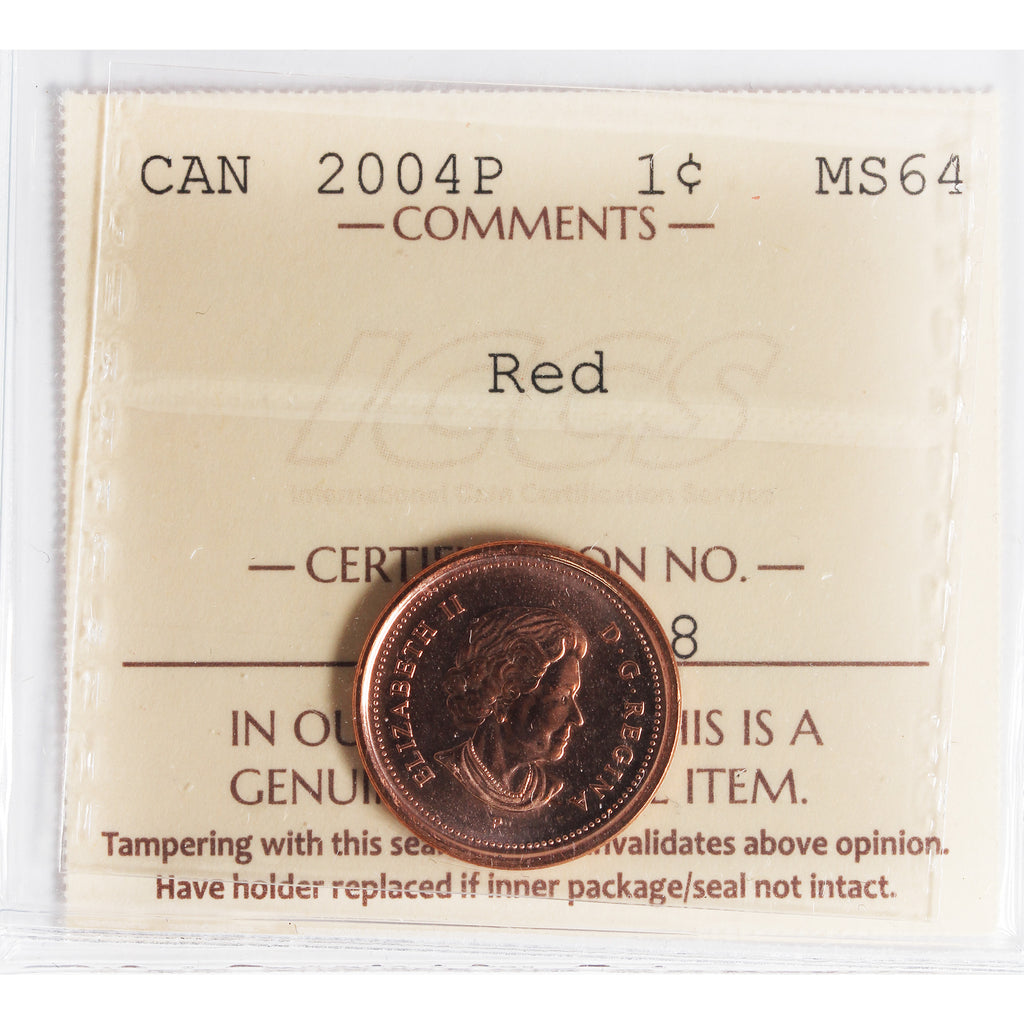 CAN 2004P 1¢ MS64
— COMMENTS —
ICCS
Red
International Coin Certification Service
— CERTI ON NO. —
8
ELIZABETH II D·G·REGINA
IN OU HIS IS A
GENUI ITEM.
Tampering with this sea nvalidates above opinion.
Have holder replaced if inner package/seal not intact.